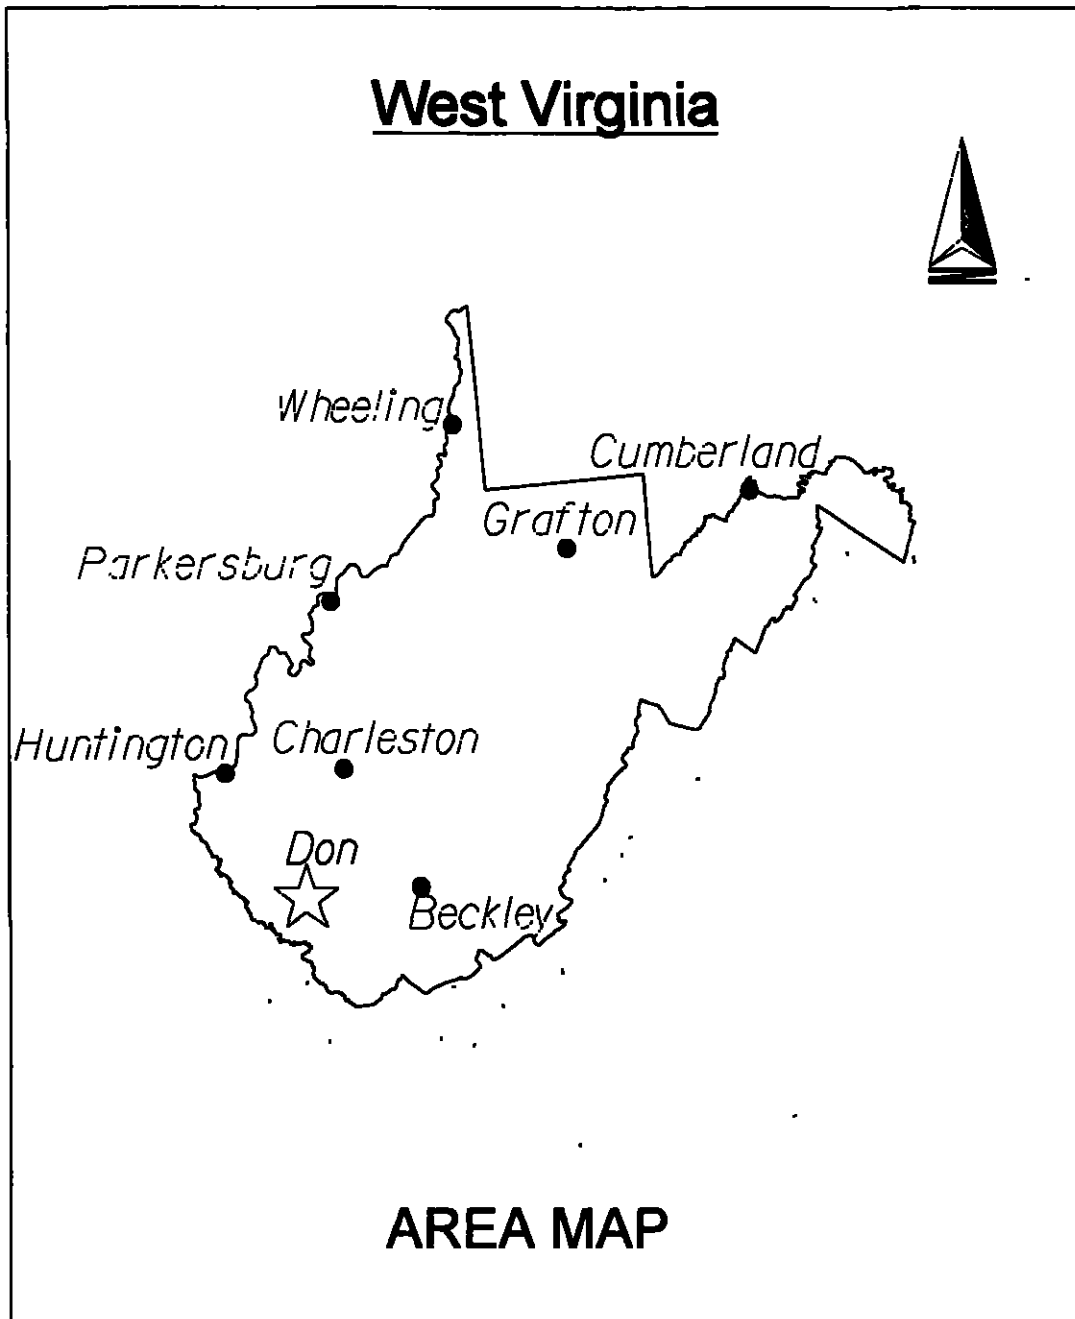 West Virginia
Wheeling
Cumberland
Grafton
Parkersburg
Huntington
Charleston
Don
Beckley
AREA MAP